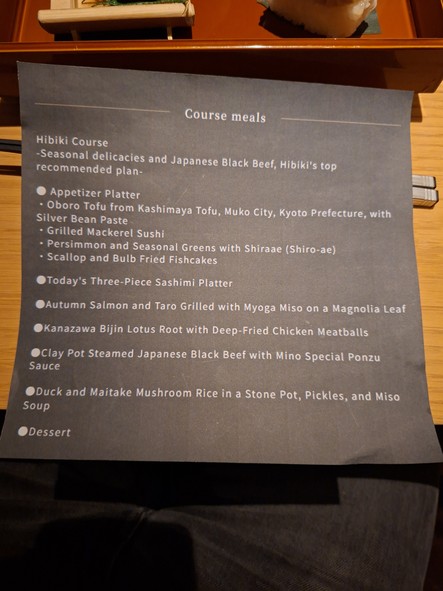 Course meals
Hibiki Course
-Seasonal delicacies and Japanese Black Beef, Hibiki's top
recommended plan-
● Appetizer Platter
・Oboro Tofu from Kashimaya Tofu, Muko City, Kyoto Prefecture, with
Silver Bean Paste
・Grilled Mackerel Sushi
・Persimmon and Seasonal Greens with Shiraae (Shiro-ae)
・Scallop and Bulb Fried Fishcakes
●Today's Three-Piece Sashimi Platter
●Autumn Salmon and Taro Grilled with Myoga Miso on a Magnolia Leaf
●Kanazawa Bijin Lotus Root with Deep-Fried Chicken Meatballs
●Clay Pot Steamed Japanese Black Beef with Mino Special Ponzu
Sauce
●Duck and Maitake Mushroom Rice in a Stone Pot, Pickles, and Miso
Soup
●Dessert